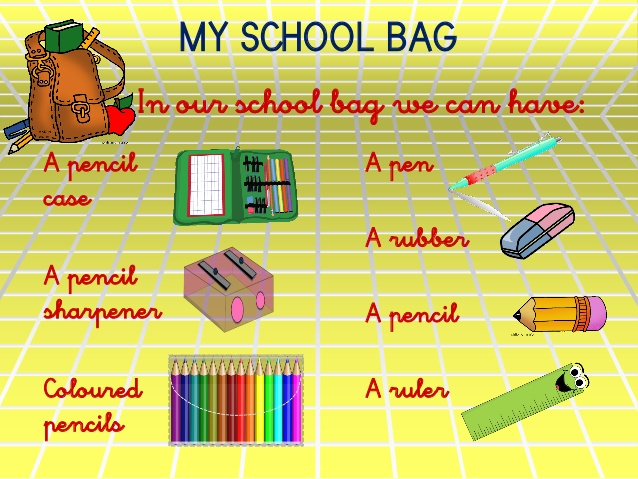 MY SCHOOL BAG
In our school bag we can have:
A pencil
case
A pencil
sharpener
Coloured
pencils
A pen
A rubber
A pencil
A ruler